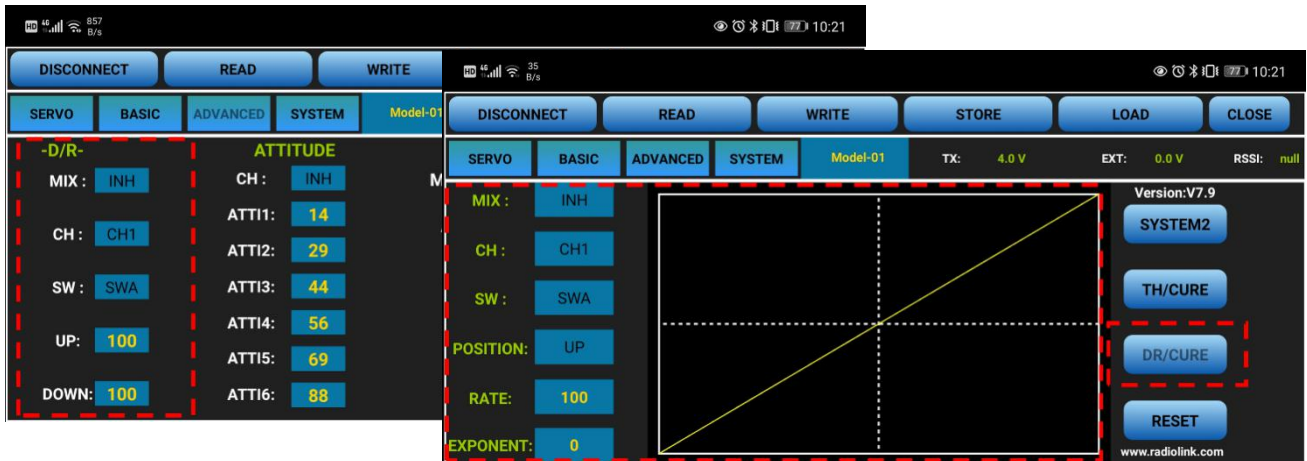 HD 4G 857 B/s 77 10:21
DISCONNECT READ WRITE
SERVO BASIC ADVANCED SYSTEM Model-01
-D/R- ATTITUDE
MIX : INH CH : INH M
ATTI1: 14
CH : CH1 ATTI2: 29
SW : SWA ATTI3: 44
ATTI4: 56
UP: 100 ATTI5: 69
DOWN: 100 ATTI6: 88
HD 4G 35 B/s 77 10:21
DISCONNECT READ WRITE STORE LOAD CLOSE
SERVO BASIC ADVANCED SYSTEM Model-01 TX: 4.0 V EXT: 0.0 V RSSI: null
MIX : INH
CH : CH1
SW : SWA
POSITION: UP
RATE: 100
EXPONENT: 0
Version:V7.9
SYSTEM2
TH/CURE
DR/CURE
RESET
www.radiolink.com